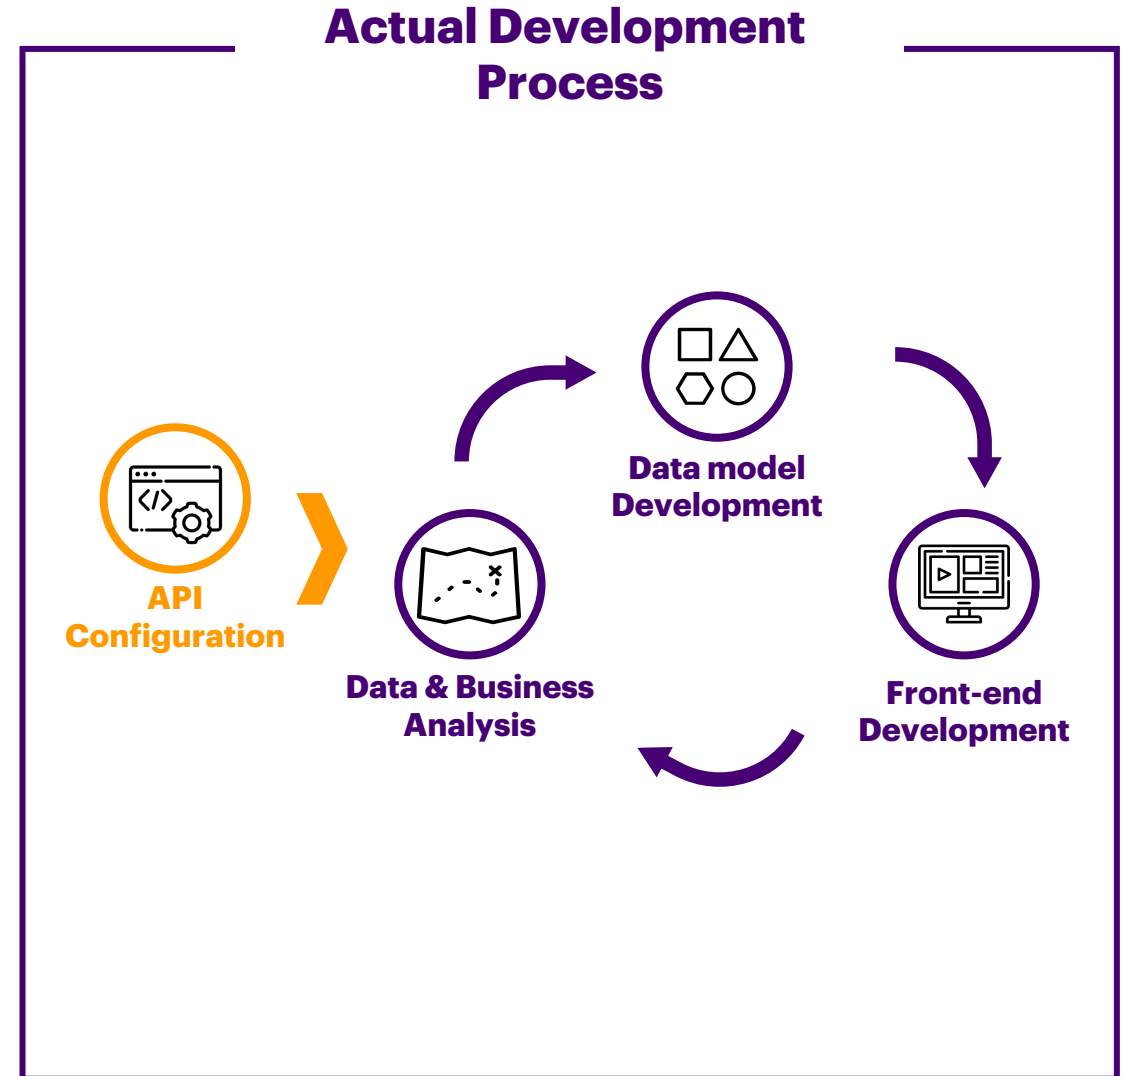 Actual Development
Process
Data model
Development
API
Configuration
Data & Business
Analysis
Front-end
Development